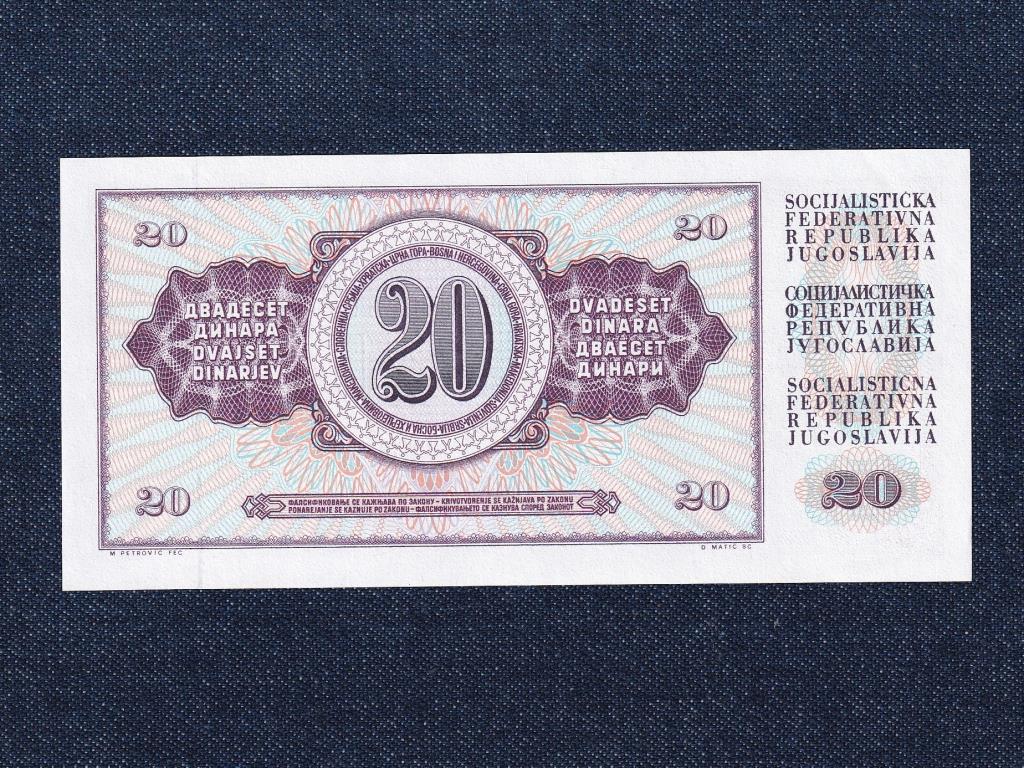 20
20
ДВАДЕСЕТ
ДИНАРА
DVAJSET
DINARJEV
20
DVADESET
DINARA
ДВАЕСЕТ
ДИНАРИ
20
20
ФАЛСИФИКОВАЊЕ СЕ КАЖЊАВА ПО ЗАКОНУ - KRIVOTVORENJE SE KAŽNJAVA PO ZAKONU
PONAREJANJE SE KAZNUJE PO ZAKONU - ФАЛСИФИКУВАЊЕТО СЕ КАЗНУВА СПОРЕД ЗАКОНОТ
M PETROVIĆ FEC
D MATIĆ SC
SOCIJALISTIČKA
FEDERATIVNA
REPUBLIKA
JUGOSLAVIJA
СОЦИЈАЛИСТИЧКА
ФЕДЕРАТИВНА
РЕПУБЛИКА
ЈУГОСЛАВИЈА
SOCIALISTIČNA
FEDERATIVNA
REPUBLIKA
JUGOSLAVIJA
20